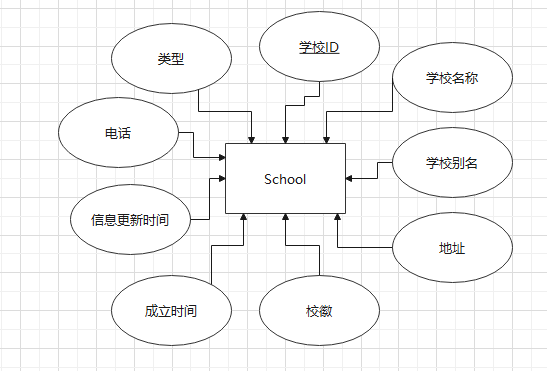 学校ID
类型
学校名称
电话
学校别名
School
信息更新时间
地址
成立时间
校徽